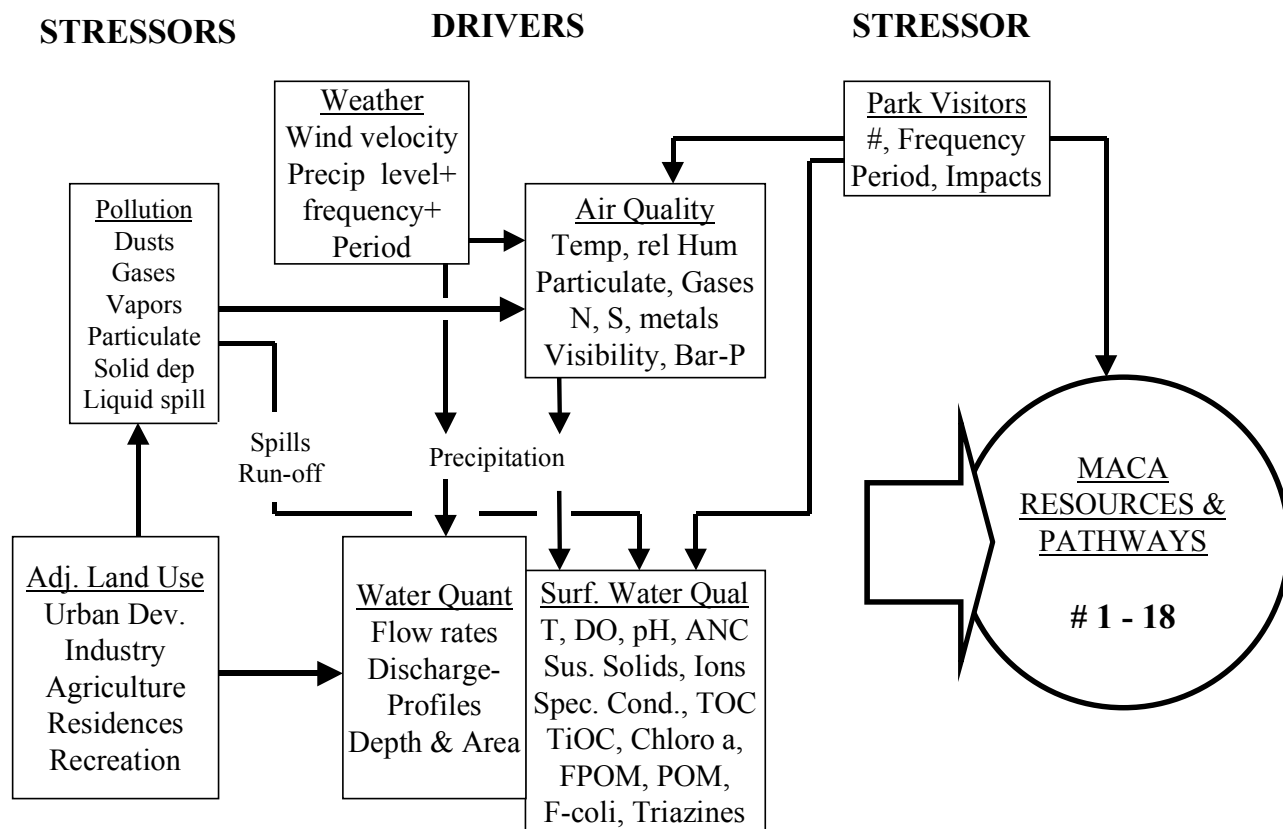 STRESSORS
DRIVERS
STRESSOR
Weather
Wind velocity
Precip level+
frequency+
Period
Park Visitors
#, Frequency
Period, Impacts
Pollution
Dusts
Gases
Vapors
Particulate
Solid dep
Liquid spill
Air Quality
Temp, rel Hum
Particulate, Gases
N, S, metals
Visibility, Bar-P
Spills
Run-off
Precipitation
MACA
RESOURCES &
PATHWAYS
# 1 - 18
Adj. Land Use
Urban Dev.
Industry
Agriculture
Residences
Recreation
Water Quant
Flow rates
Discharge-
Profiles
Depth & Area
Surf. Water Qual
T, DO, pH, ANC
Sus. Solids, Ions
Spec. Cond., TOC
TiOC, Chloro a,
FPOM, POM,
F-coli, Triazines